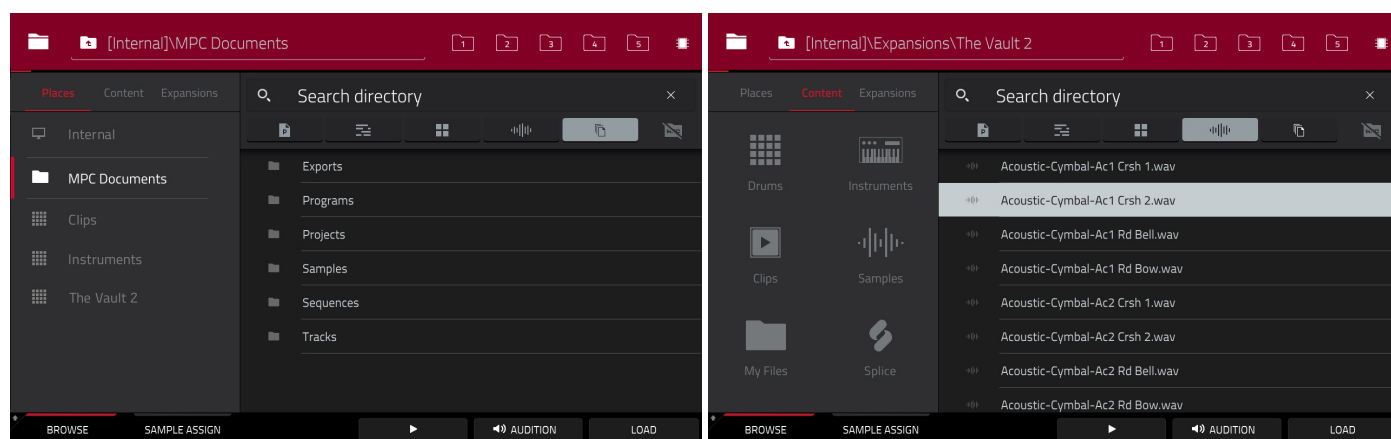 [Internal]\MPC Documents
1 2 3 4 5
Places Content Expansions
Search directory
Internal
MPC Documents
Clips
Instruments
The Vault 2
Exports
Programs
Projects
Samples
Sequences
Tracks
BROWSE SAMPLE ASSIGN AUDITION LOAD
[Internal]\Expansions\The Vault 2
1 2 3 4 5
Places Content Expansions
Search directory
Drums Instruments
Clips Samples
My Files Splice
Acoustic-Cymbal-Ac1 Crsh 1.wav
Acoustic-Cymbal-Ac1 Crsh 2.wav
Acoustic-Cymbal-Ac1 Rd Bell.wav
Acoustic-Cymbal-Ac1 Rd Bow.wav
Acoustic-Cymbal-Ac2 Crsh 1.wav
Acoustic-Cymbal-Ac2 Crsh 2.wav
Acoustic-Cymbal-Ac2 Rd Bell.wav
Acoustic-Cymbal-Ac2 Rd Bow.wav
BROWSE SAMPLE ASSIGN AUDITION LOAD